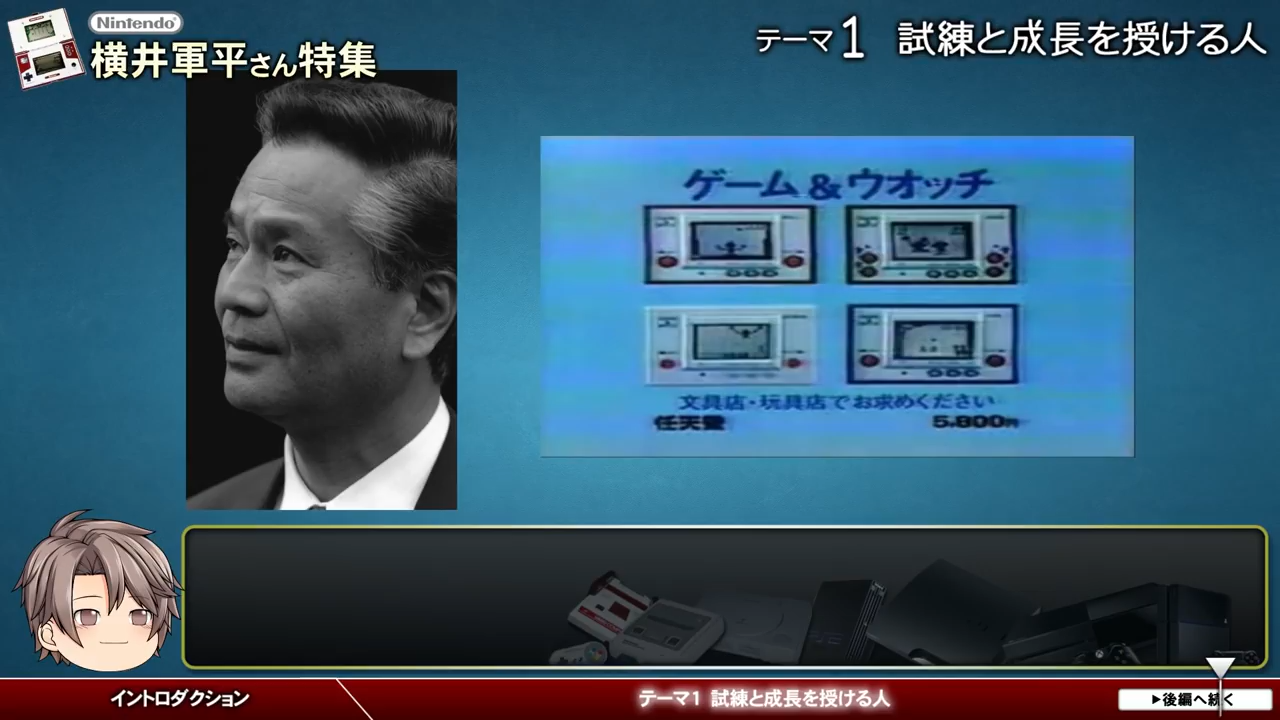 Nintendo
横井軍平さん特集
テーマ1 試練と成長を授ける人
ゲーム&ウオッチ
文具店・玩具店でお求めください
任天堂 5,800円
イントロダクション
テーマ1 試練と成長を授ける人
▶後編へ続く